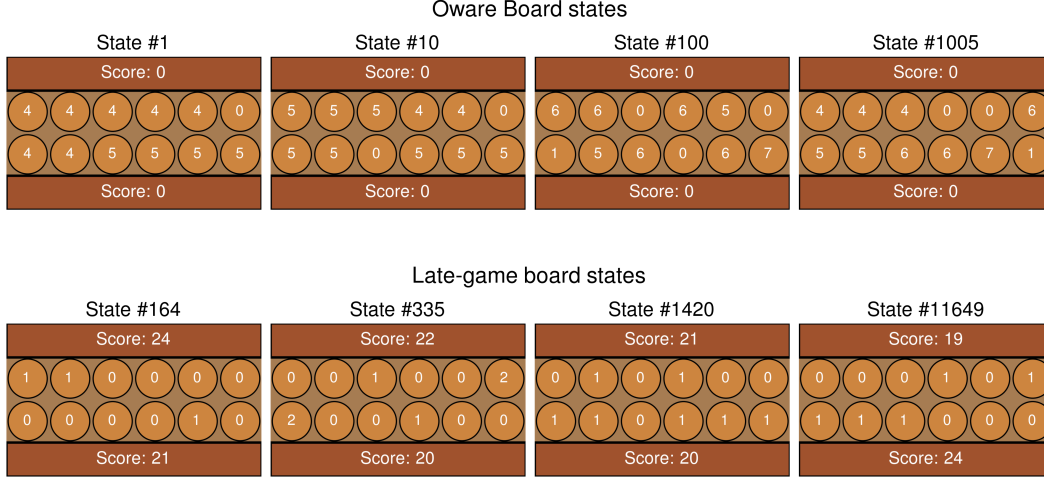 Oware Board states
State #1 State #10 State #100 State #1005
Score: 0 Score: 0 Score: 0 Score: 0
4 4 4 4 4 0 5 5 5 4 4 0 6 6 0 6 5 0 4 4 4 0 0 6
4 4 5 5 5 5 5 5 0 5 5 5 1 5 6 0 6 7 5 5 6 6 7 1
Score: 0 Score: 0 Score: 0 Score: 0
Late-game board states
State #164 State #335 State #1420 State #11649
Score: 24 Score: 22 Score: 21 Score: 19
1 1 0 0 0 0 0 0 1 0 0 2 0 1 0 1 0 0 0 0 0 1 0 1
0 0 0 0 1 0 2 0 0 1 0 0 1 1 0 1 1 1 1 1 1 0 0 0
Score: 21 Score: 20 Score: 20 Score: 24